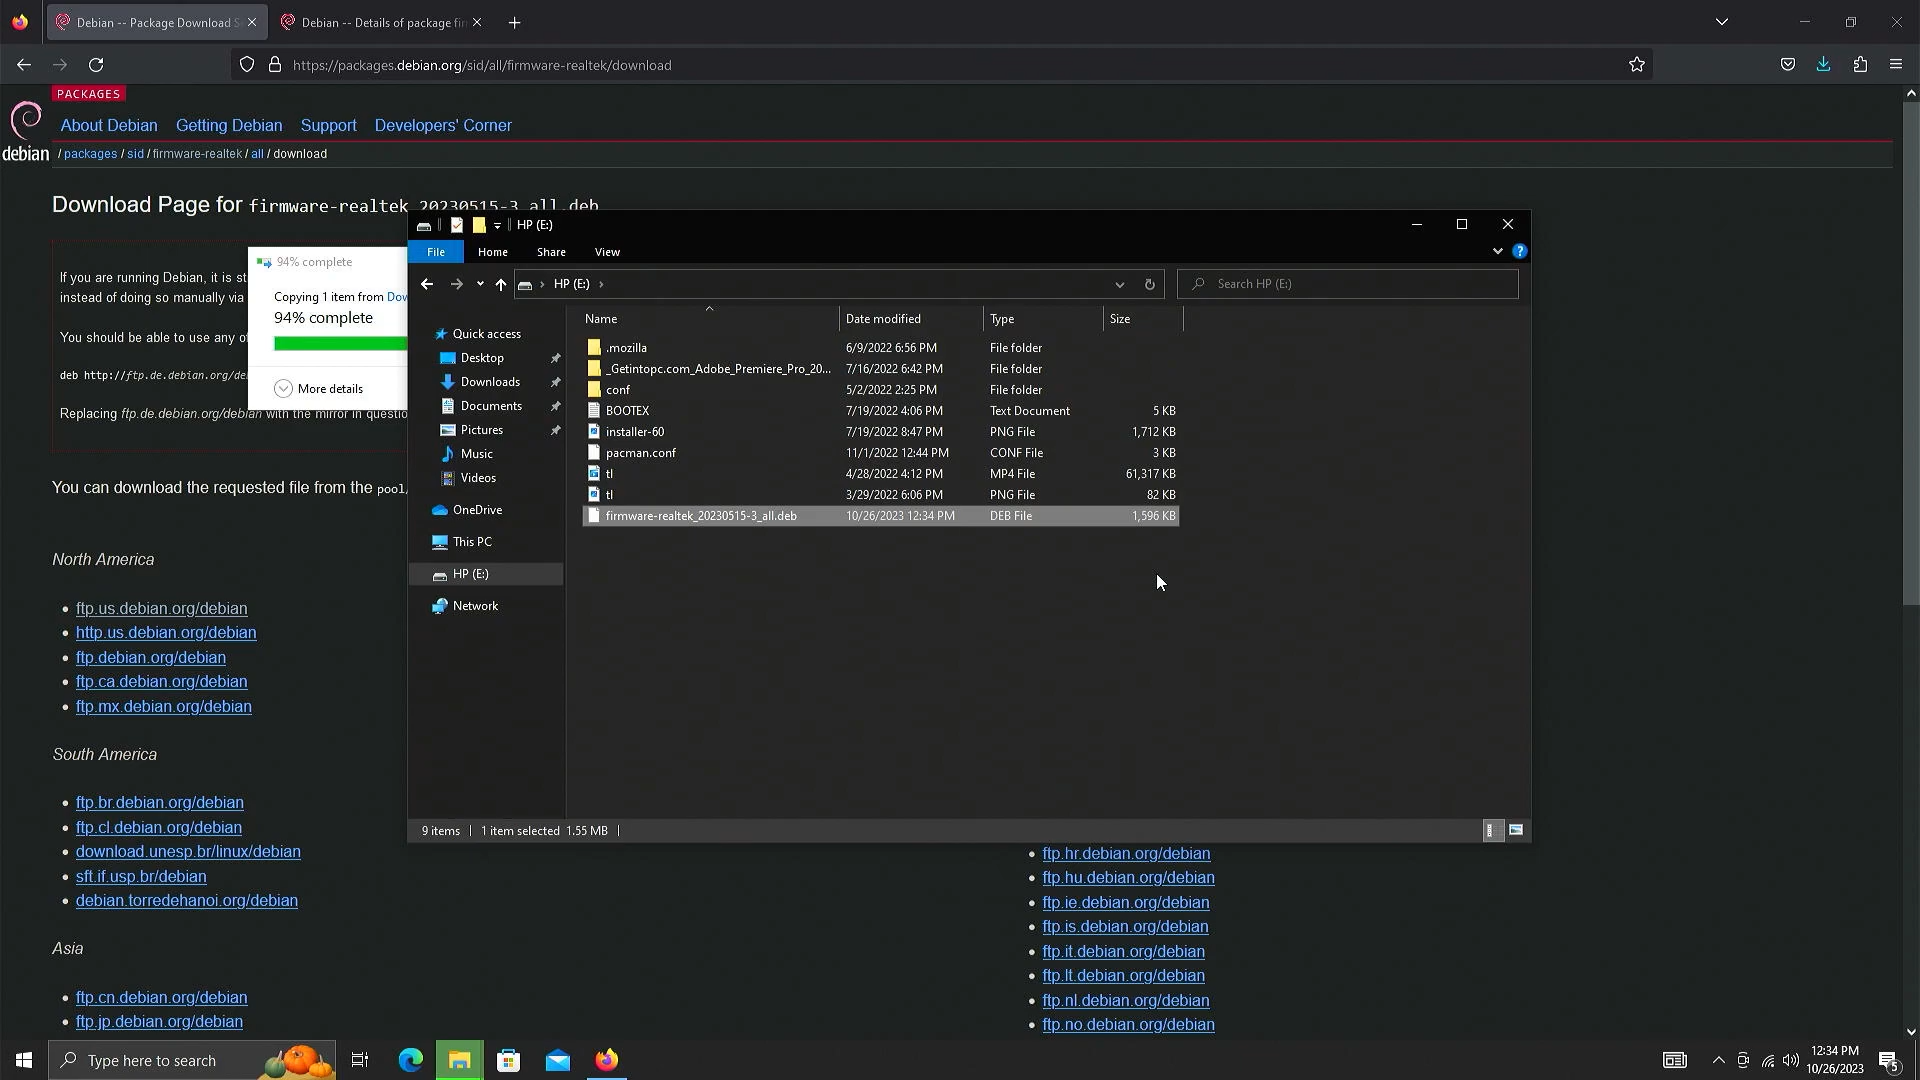 Debian -- Package Download S
Debian -- Details of package fir
https://packages.debian.org/sid/all/firmware-realtek/download
PACKAGES
debian
About Debian Getting Debian Support Developers' Corner
/ packages / sid / firmware-realtek / all / download
Download Page for firmware-realtek_20230515-3_all.deb
If you are running Debian, it is st
instead of doing so manually via
You should be able to use any of
deb http://ftp.de.debian.org/de
Replacing ftp.de.debian.org/debian with the mirror in questio
You can download the requested file from the pool/
94% complete
Copying 1 item from Dow
94% complete
More details
HP (E:)
File Home Share View
HP (E:)
Search HP (E:)
Quick access
Desktop
Downloads
Documents
Pictures
Music
Videos
OneDrive
This PC
HP (E:)
Network
Name Date modified Type Size
.mozilla 6/9/2022 6:56 PM File folder
_Getintopc.com_Adobe_Premiere_Pro_20... 7/16/2022 6:42 PM File folder
conf 5/2/2022 2:25 PM File folder
BOOTEX 7/19/2022 4:06 PM Text Document 5 KB
installer-60 7/19/2022 8:47 PM PNG File 1,712 KB
pacman.conf 11/1/2022 12:44 PM CONF File 3 KB
tl 4/28/2022 4:12 PM MP4 File 61,317 KB
tl 3/29/2022 6:06 PM PNG File 82 KB
firmware-realtek_20230515-3_all.deb 10/26/2023 12:34 PM DEB File 1,596 KB
9 items 1 item selected 1.55 MB
North America
ftp.us.debian.org/debian
http.us.debian.org/debian
ftp.debian.org/debian
ftp.ca.debian.org/debian
ftp.mx.debian.org/debian
South America
ftp.br.debian.org/debian
ftp.cl.debian.org/debian
download.unesp.br/linux/debian
sft.if.usp.br/debian
debian.torredehanoi.org/debian
Asia
ftp.cn.debian.org/debian
ftp.jp.debian.org/debian
ftp.hr.debian.org/debian
ftp.hu.debian.org/debian
ftp.ie.debian.org/debian
ftp.is.debian.org/debian
ftp.it.debian.org/debian
ftp.lt.debian.org/debian
ftp.nl.debian.org/debian
ftp.no.debian.org/debian
Type here to search
12:34 PM
10/26/2023
5